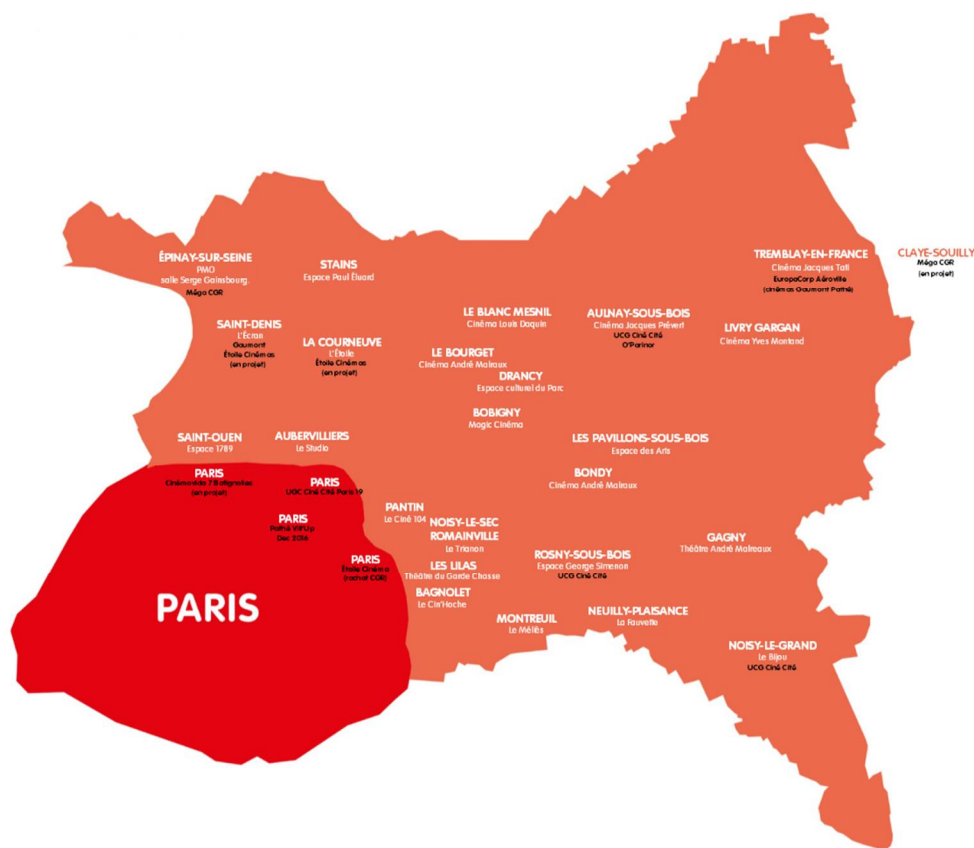 ÉPINAY-SUR-SEINE
PMO
salle Serge Gainsbourg.
Méga CGR
STAINS
Espace Paul Éluard
TREMBLAY-EN-FRANCE
Cinéma Jacques Tati
EuropaCorp Aéroville
(cinémas Gaumont Pathé)
CLAYE-SOUILLY
Méga CGR
(en projet)
SAINT-DENIS
L'Écran
Gaumont
Étoile Cinémas
(en projet)
LA COURNEUVE
L'Étoile
Étoile Cinémas
(en projet)
LE BLANC MESNIL
Cinéma Louis Daquin
AULNAY-SOUS-BOIS
Cinéma Jacques Prévert
UCG Ciné Cité
O'Parinor
LIVRY GARGAN
Cinéma Yves Montand
LE BOURGET
Cinéma André Malraux
DRANCY
Espace culturel du Parc
BOBIGNY
Magic Cinéma
SAINT-OUEN
Espace 1789
AUBERVILLIERS
Le Studio
LES PAVILLONS-SOUS-BOIS
Espace des Arts
BONDY
Cinéma André Malraux
PARIS
Cinémovida 7 Batignolles
(en projet)
PARIS
UGC Ciné Cité Paris 19
PARIS
Pathé Vill'Up
Dec 2016
PARIS
Étoile Cinéma
(rachat CGR)
PARIS
PANTIN
Le Ciné 104
NOISY-LE-SEC
ROMAINVILLE
Le Trianon
LES LILAS
Théâtre du Garde Chasse
BAGNOLET
Le Cin'Hoche
ROSNY-SOUS-BOIS
Espace George Simenon
UCG Ciné Cité
GAGNY
Théâtre André Malreaux
MONTREUIL
Le Méliès
NEUILLY-PLAISANCE
La Fauvette
NOISY-LE-GRAND
Le Bijou
UCG Ciné Cité